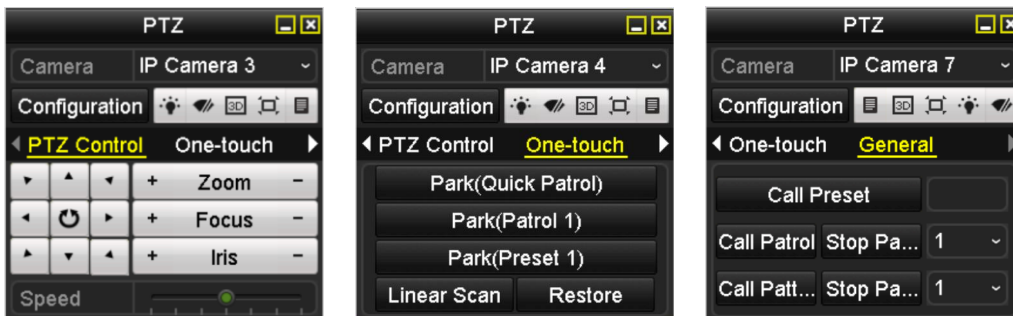 PTZ
Camera IP Camera 3
Configuration 3D
PTZ Control One-touch
+ Zoom -
+ Focus -
+ Iris -
Speed
PTZ
Camera IP Camera 4
Configuration 3D
PTZ Control One-touch
Park(Quick Patrol)
Park(Patrol 1)
Park(Preset 1)
Linear Scan Restore
PTZ
Camera IP Camera 7
Configuration 3D
One-touch General
Call Preset
Call Patrol Stop Pa... 1
Call Patt... Stop Pa... 1